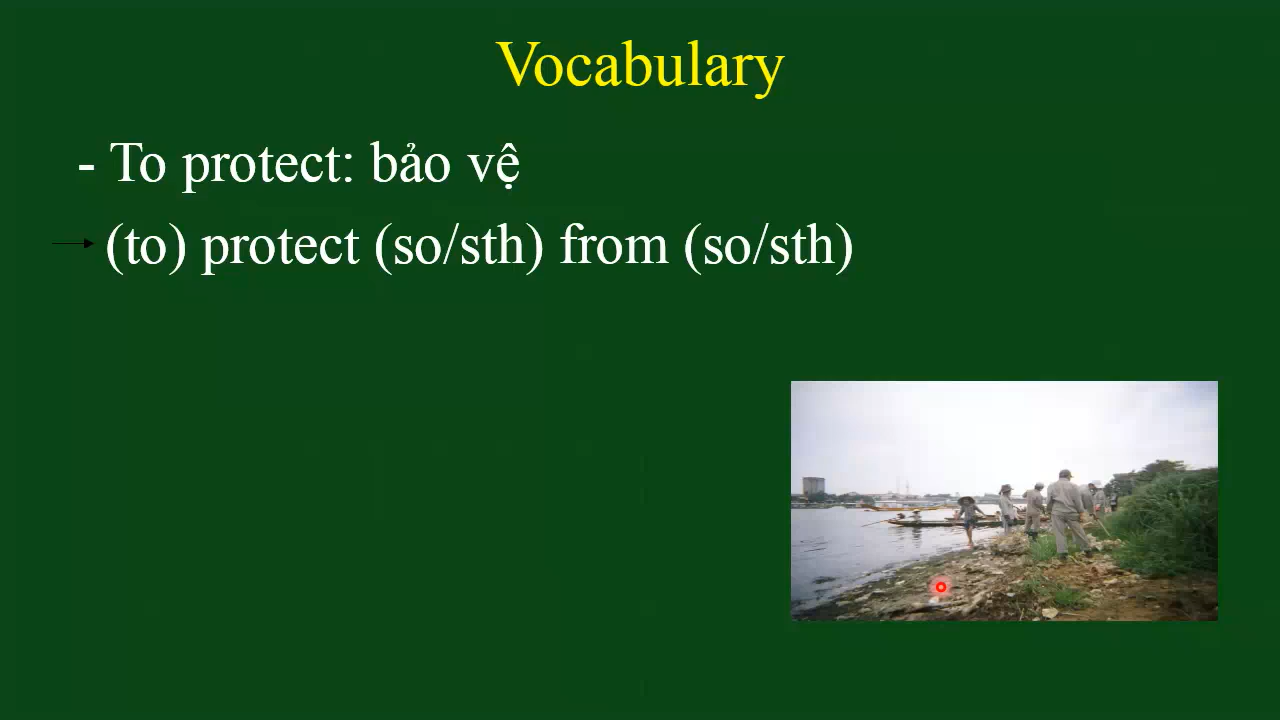 Vocabulary
- To protect: bảo vệ
(to) protect (so/sth) from (so/sth)